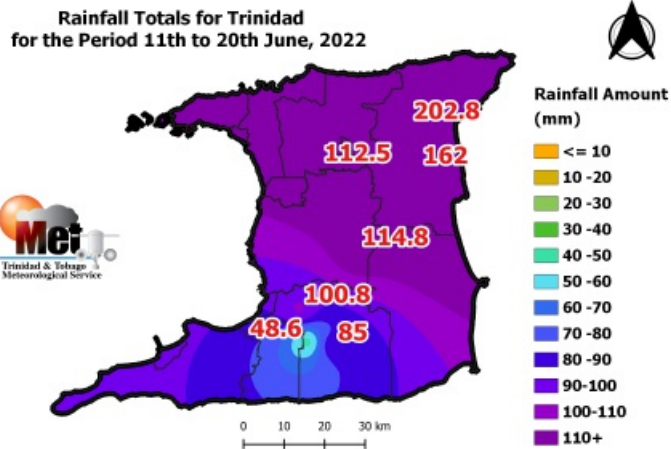 Rainfall Totals for Trinidad
for the Period 11th to 20th June, 2022
202.8
112.5
162
114.8
100.8
48.6
85
Met
Trinidad & Tobago
Meteorological Service
Rainfall Amount
(mm)
<= 10
10 -20
20 -30
30 -40
40 -50
50 -60
60 -70
70 -80
80 -90
90-100
100-110
110+
0 10 20 30 km